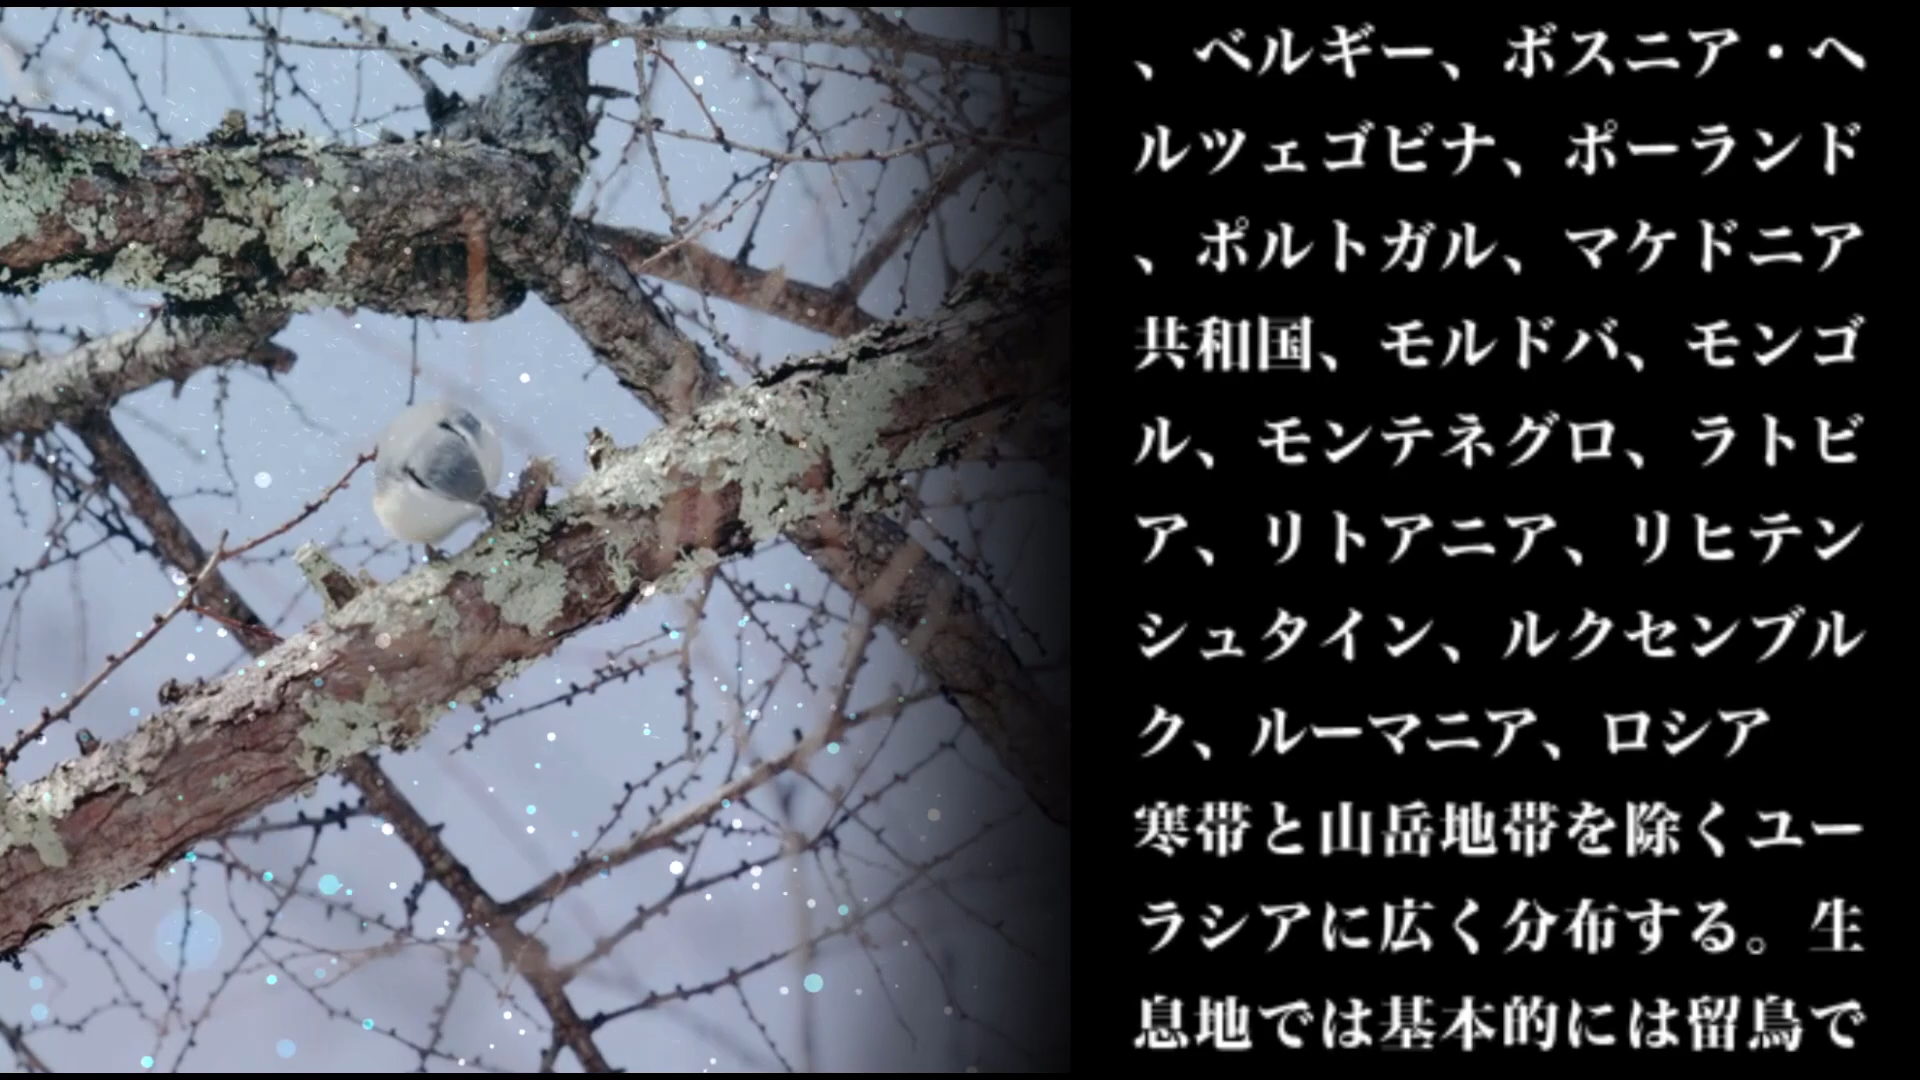 、ベルギー、ボスニア・ヘ
ルツェゴビナ、ポーランド
、ポルトガル、マケドニア
共和国、モルドバ、モンゴ
ル、モンテネグロ、ラトビ
ア、リトアニア、リヒテン
シュタイン、ルクセンブル
ク、ルーマニア、ロシア
寒帯と山岳地帯を除くユー
ラシアに広く分布する。生
息地では基本的には留鳥で